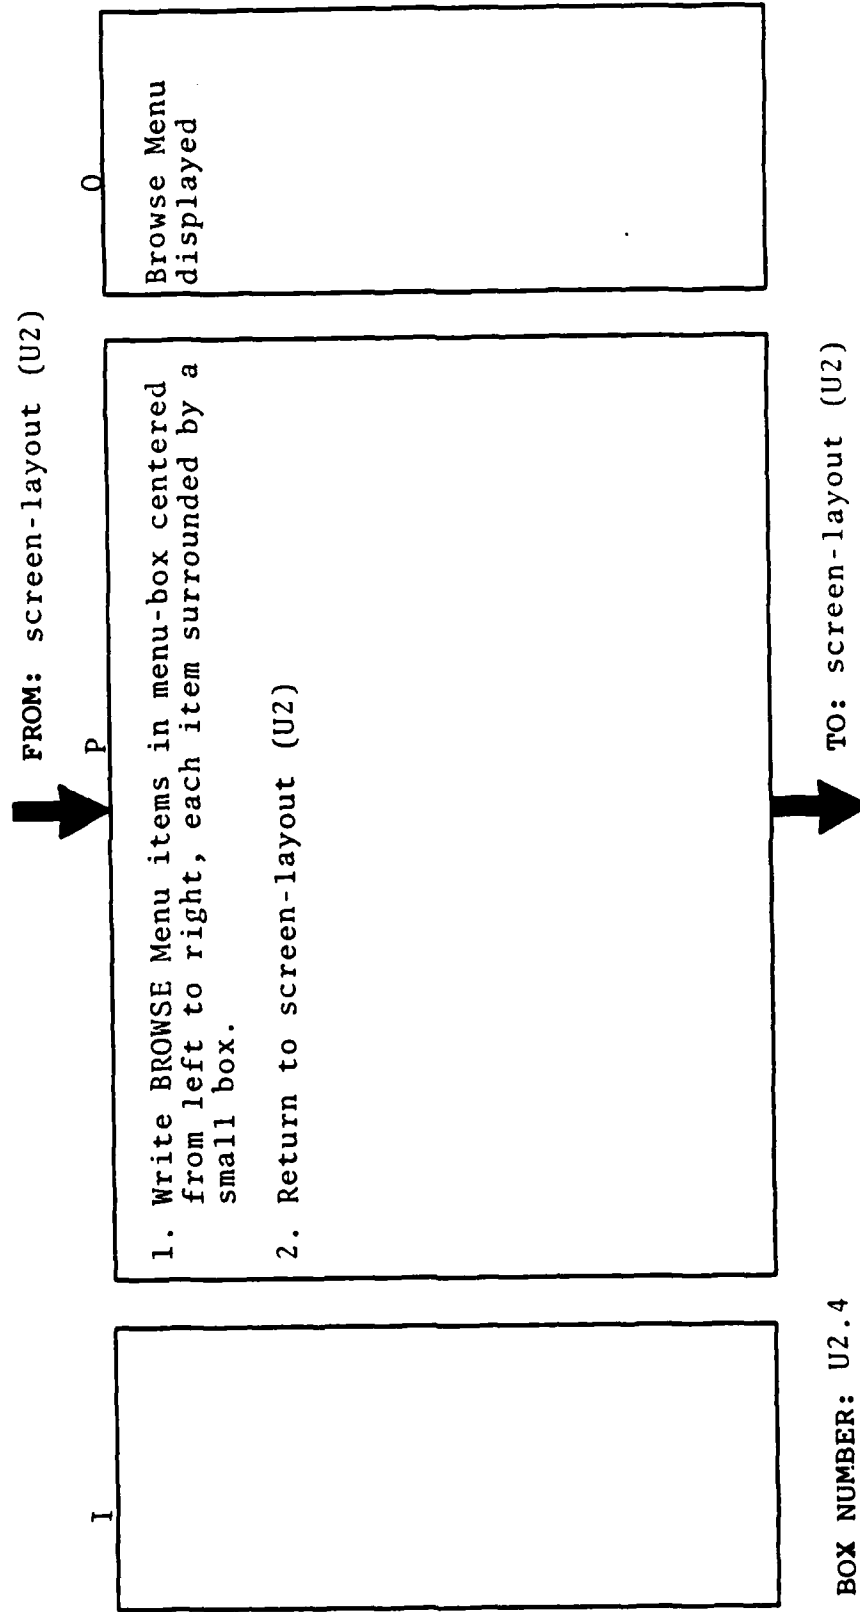 FROM: screen-layout (U2)
I
P
O
1. Write BROWSE Menu items in menu-box centered
from left to right, each item surrounded by a
small box.
2. Return to screen-layout (U2)
Browse Menu
displayed
BOX NUMBER: U2.4
TO: screen-layout (U2)